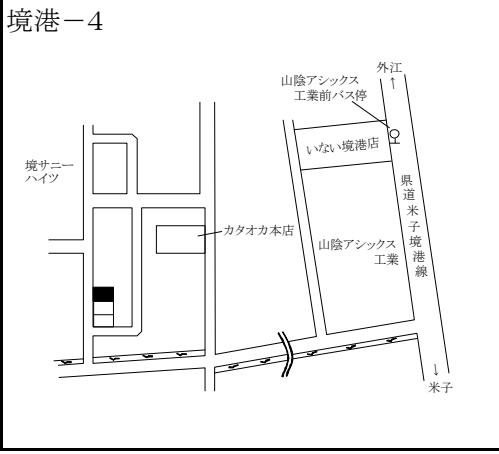 境港－4
外江
↑
山陰アシックス
工業前バス停
いない境港店
境サニー
ハイツ
県道米子境港線
カタオカ本店
山陰アシックス
工業
↓
米子